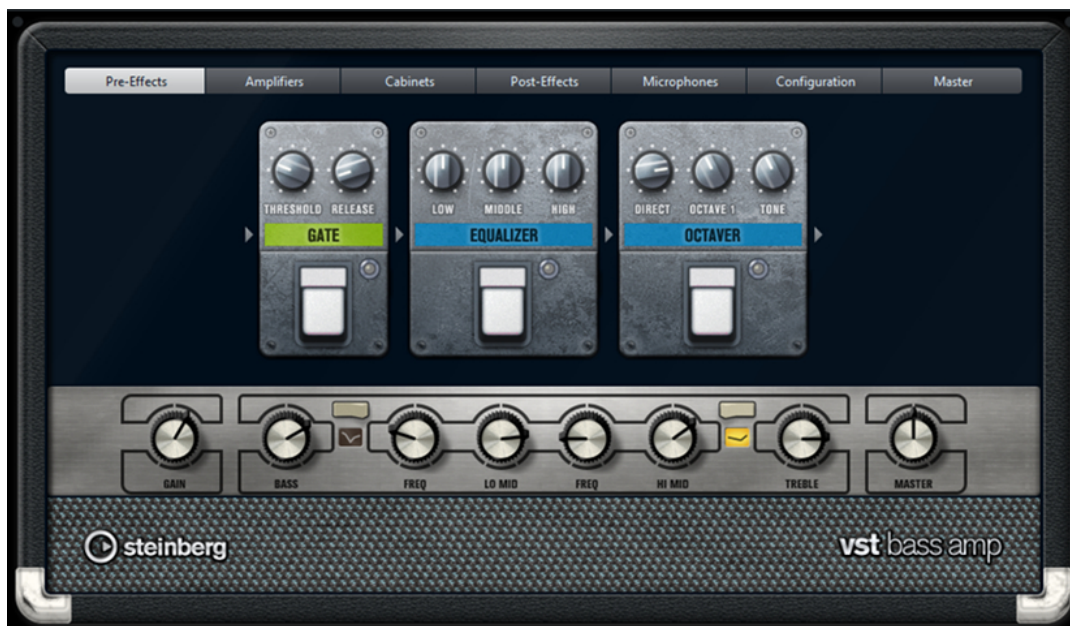 Pre-Effects Amplifiers Cabinets Post-Effects Microphones Configuration Master
THRESHOLD RELEASE LOW MIDDLE HIGH DIRECT OCTAVE 1 TONE
GATE EQUALIZER OCTAVER
GAIN BASS FREQ LO MID FREQ HI MID TREBLE MASTER
steinberg vst bass amp